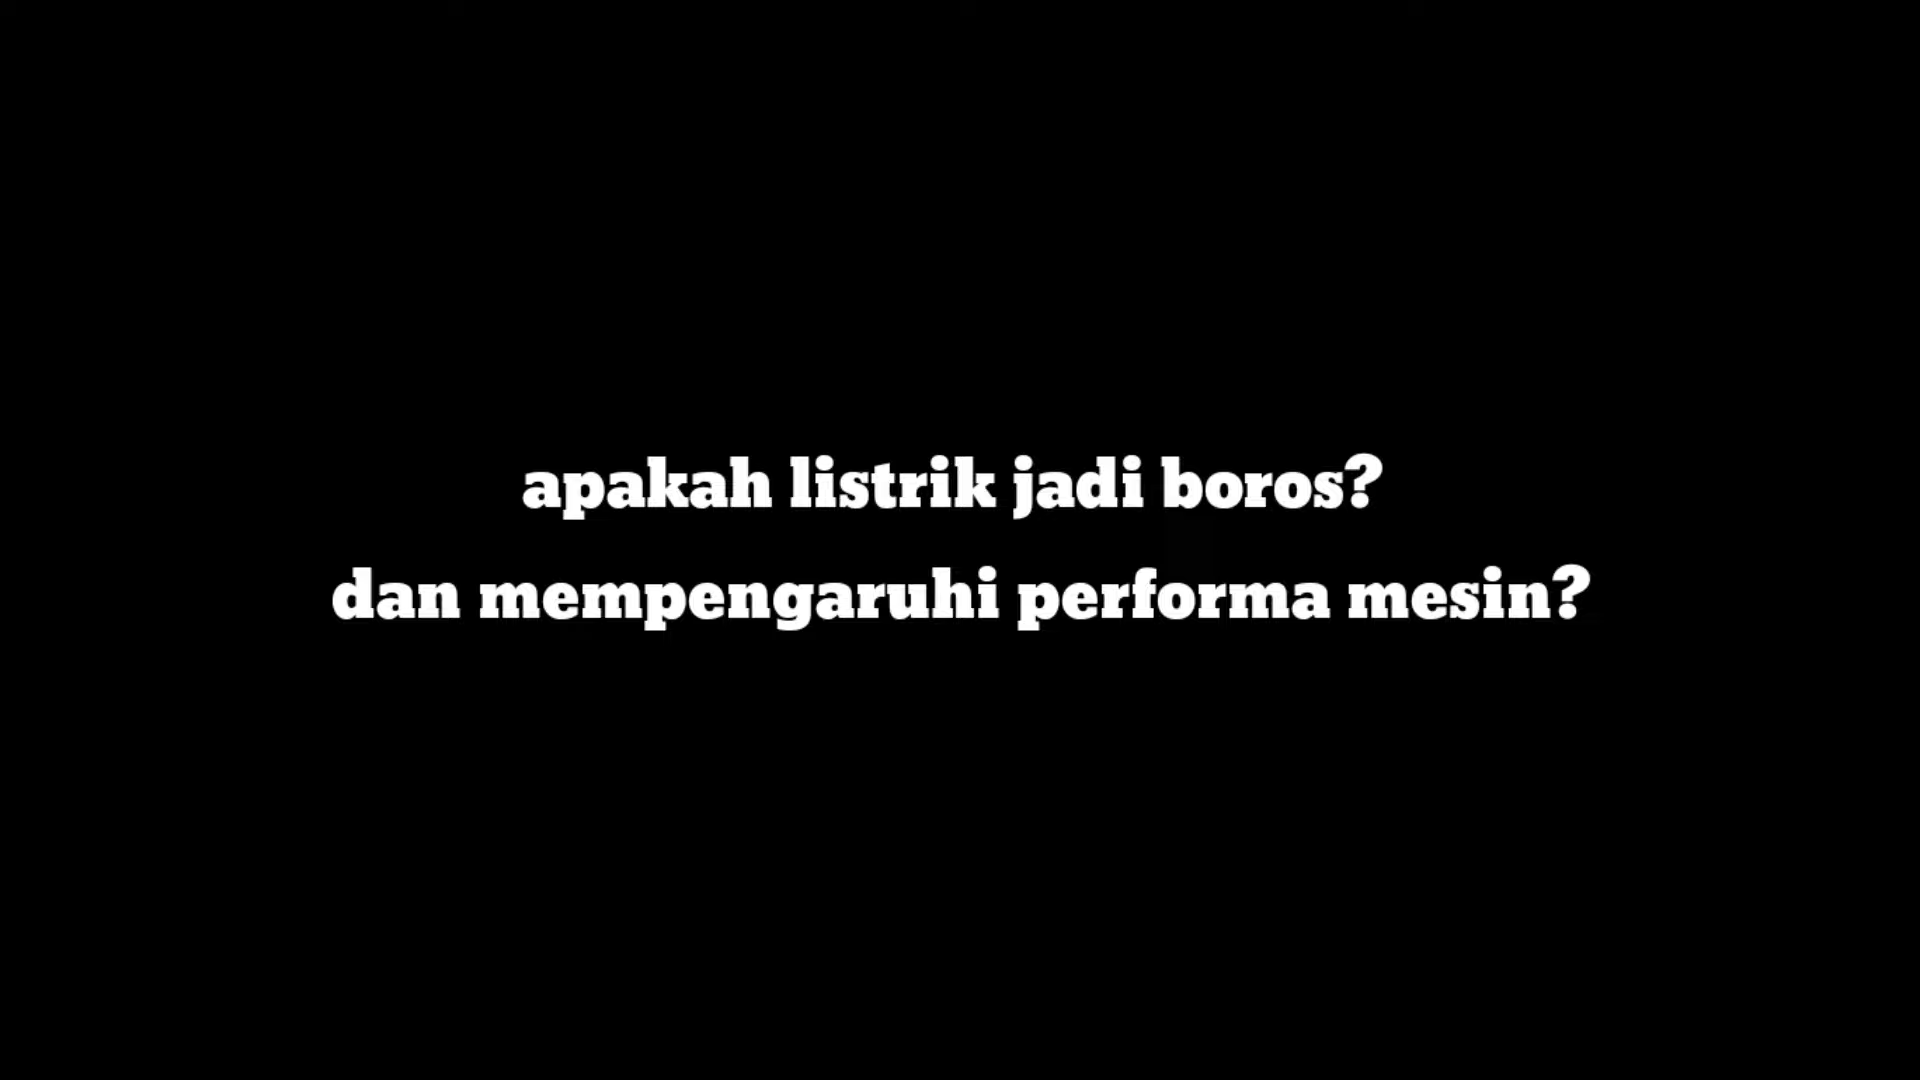 apakah listrik jadi boros?
dan mempengaruhi performa mesin?